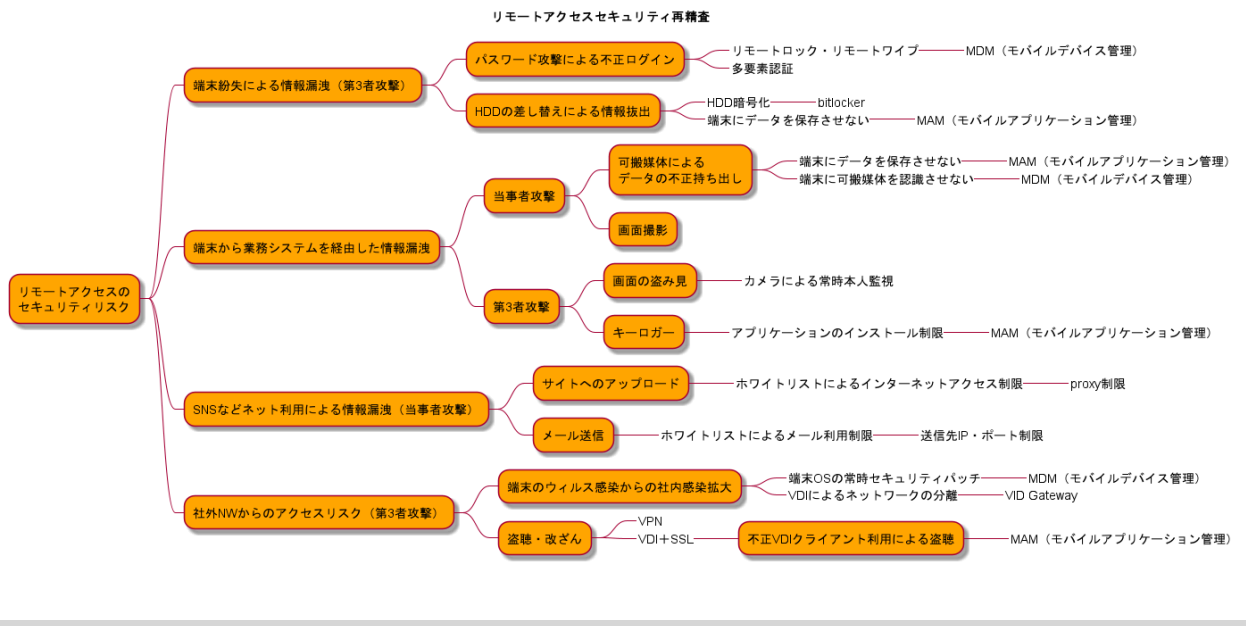 リモートアクセスセキュリティ再精査
リモートアクセスの
セキュリティリスク
端末紛失による情報漏洩（第3者攻撃）
パスワード攻撃による不正ログイン
リモートロック・リモートワイプ
MDM（モバイルデバイス管理）
多要素認証
HDDの差し替えによる情報抜出
HDD暗号化
bitlocker
端末にデータを保存させない
MAM（モバイルアプリケーション管理）
端末から業務システムを経由した情報漏洩
当事者攻撃
可搬媒体による
データの不正持ち出し
端末にデータを保存させない
MAM（モバイルアプリケーション管理）
端末に可搬媒体を認識させない
MDM（モバイルデバイス管理）
画面撮影
第3者攻撃
画面の盗み見
カメラによる常時本人監視
キーロガー
アプリケーションのインストール制限
MAM（モバイルアプリケーション管理）
SNSなどネット利用による情報漏洩（当事者攻撃）
サイトへのアップロード
ホワイトリストによるインターネットアクセス制限
proxy制限
メール送信
ホワイトリストによるメール利用制限
送信先IP・ポート制限
社外NWからのアクセスリスク（第3者攻撃）
端末のウィルス感染からの社内感染拡大
端末OSの常時セキュリティパッチ
MDM（モバイルデバイス管理）
VDIによるネットワークの分離
VID Gateway
盗聴・改ざん
VPN
VDI＋SSL
不正VDIクライアント利用による盗聴
MAM（モバイルアプリケーション管理）